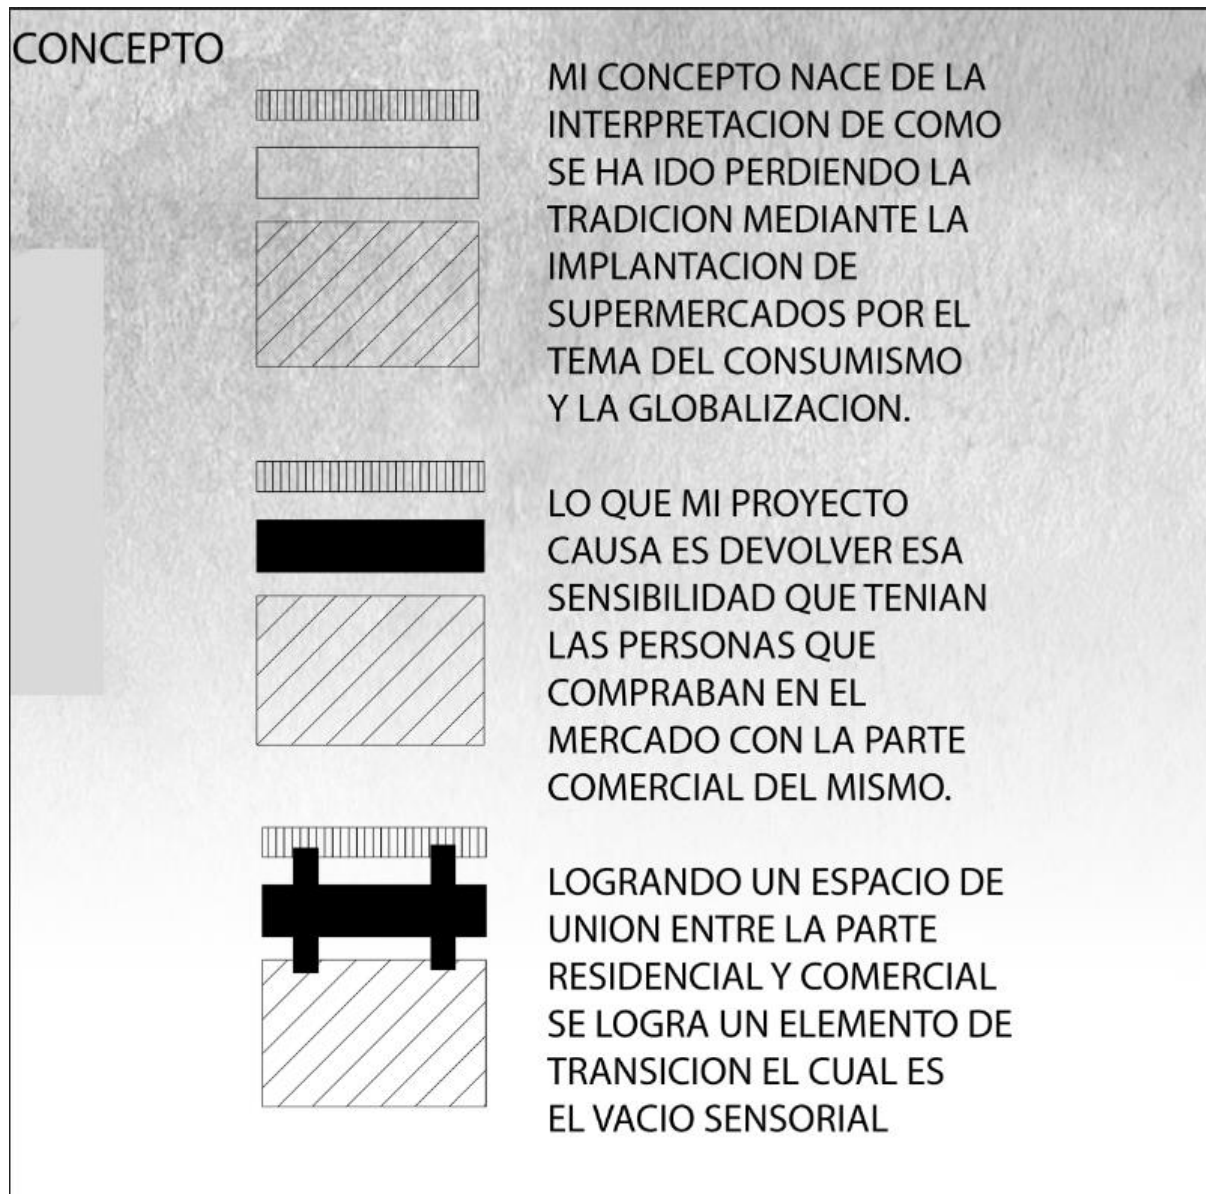 CONCEPTO
MI CONCEPTO NACE DE LA
INTERPRETACION DE COMO
SE HA IDO PERDIENDO LA
TRADICION MEDIANTE LA
IMPLANTACION DE
SUPERMERCADOS POR EL
TEMA DEL CONSUMISMO
Y LA GLOBALIZACION.
LO QUE MI PROYECTO
CAUSA ES DEVOLVER ESA
SENSIBILIDAD QUE TENIAN
LAS PERSONAS QUE
COMPRABAN EN EL
MERCADO CON LA PARTE
COMERCIAL DEL MISMO.
LOGRANDO UN ESPACIO DE
UNION ENTRE LA PARTE
RESIDENCIAL Y COMERCIAL
SE LOGRA UN ELEMENTO DE
TRANSICION EL CUAL ES
EL VACIO SENSORIAL